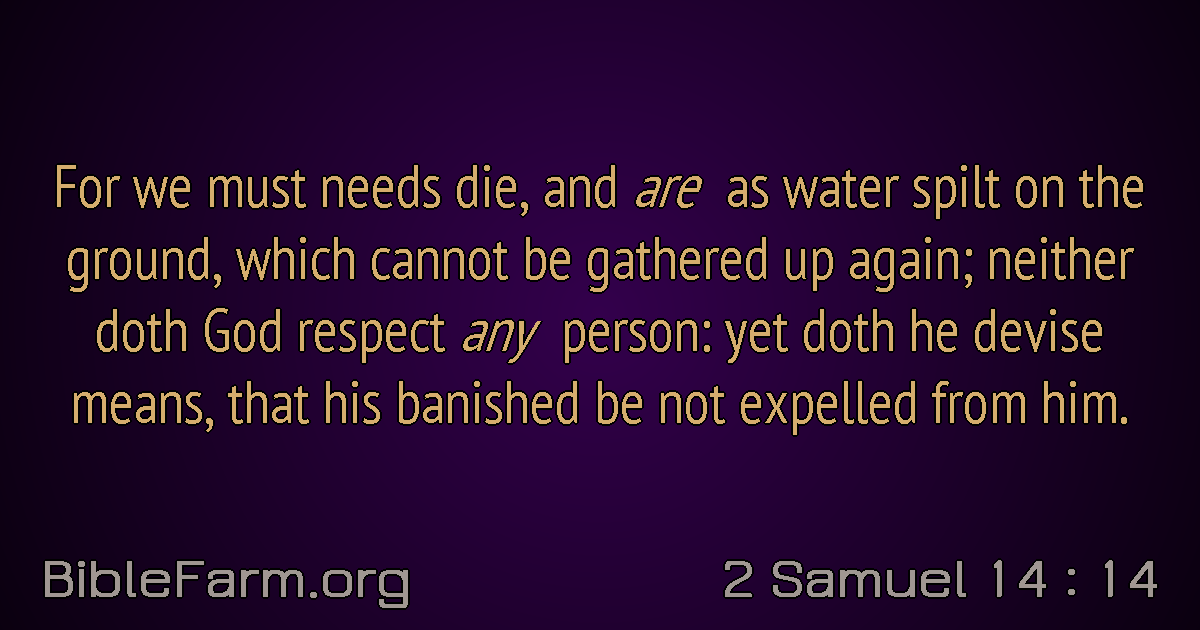 For we must needs die, and are as water spilt on the
ground, which cannot be gathered up again; neither
doth God respect any person: yet doth he devise
means, that his banished be not expelled from him.
BibleFarm.org
2 Samuel 14 : 14